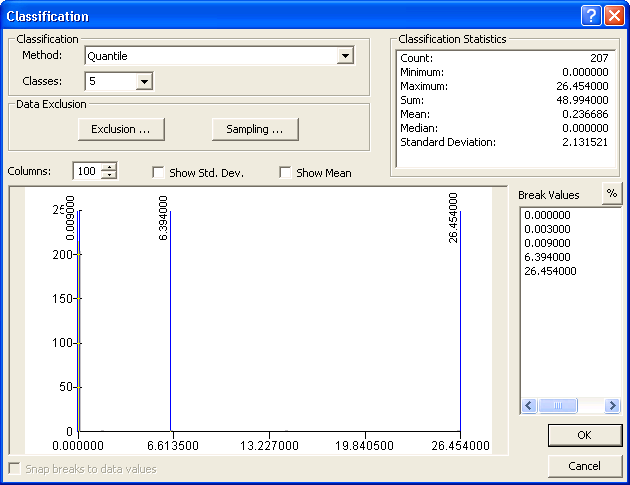 Classification
Classification
Method: Quantile
Classes: 5
Data Exclusion
Exclusion ... Sampling ...
Classification Statistics
Count: 207
Minimum: 0.000000
Maximum: 26.454000
Sum: 48.994000
Mean: 0.236686
Median: 0.000000
Standard Deviation: 2.131521
Columns: 100 Show Std. Dev. Show Mean
Break Values %
0.000000
0.003000
0.009000
6.394000
26.454000
0.009000 6.394000 26.454000
200
150
100
50
0
0.000000 6.613500 13.227000 19.840500 26.454000
Snap breaks to data values
OK
Cancel